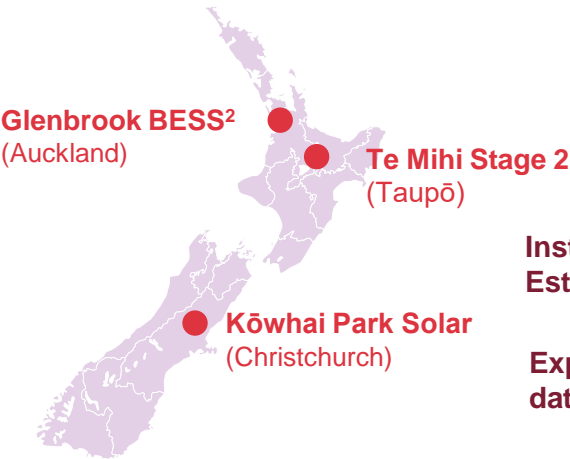 Glenbrook BESS²
(Auckland)
Te Mihi Stage 2
(Taupō)
Kōwhai Park Solar
(Christchurch)